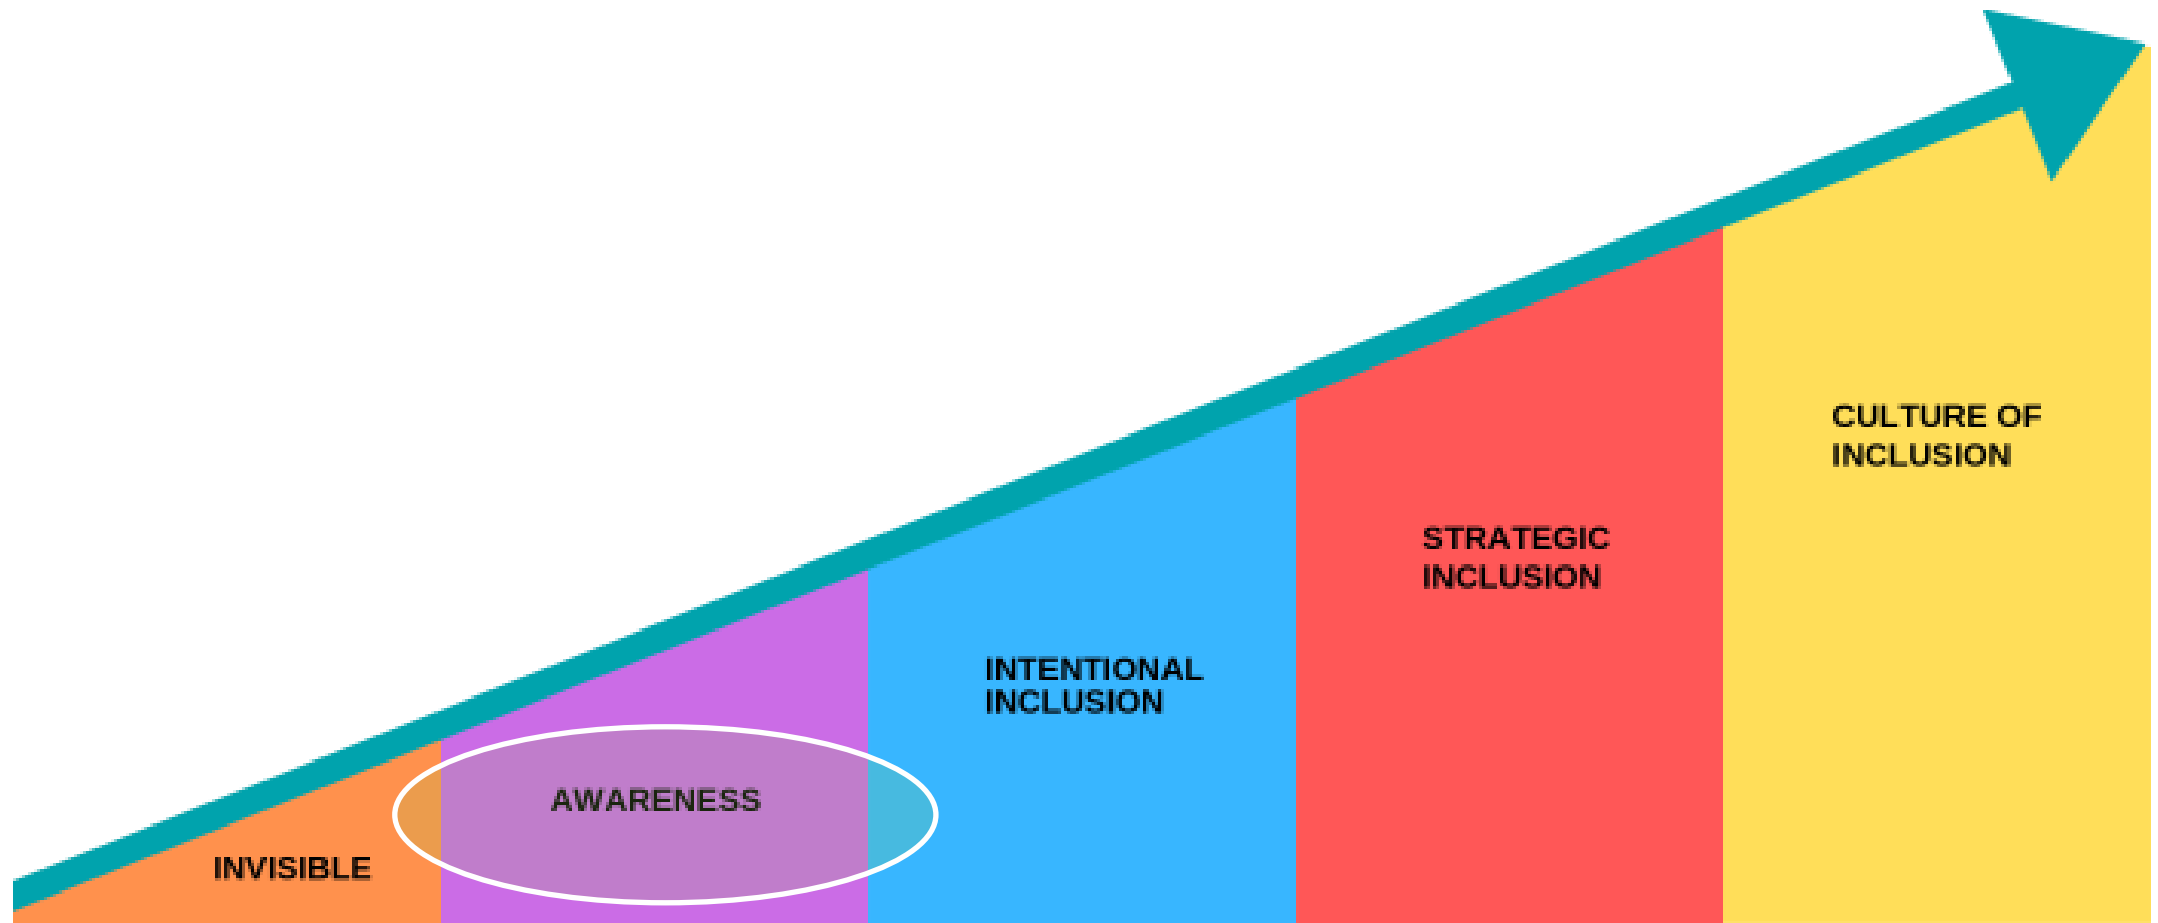 INVISIBLE
AWARENESS
INTENTIONAL
INCLUSION
STRATEGIC
INCLUSION
CULTURE OF
INCLUSION